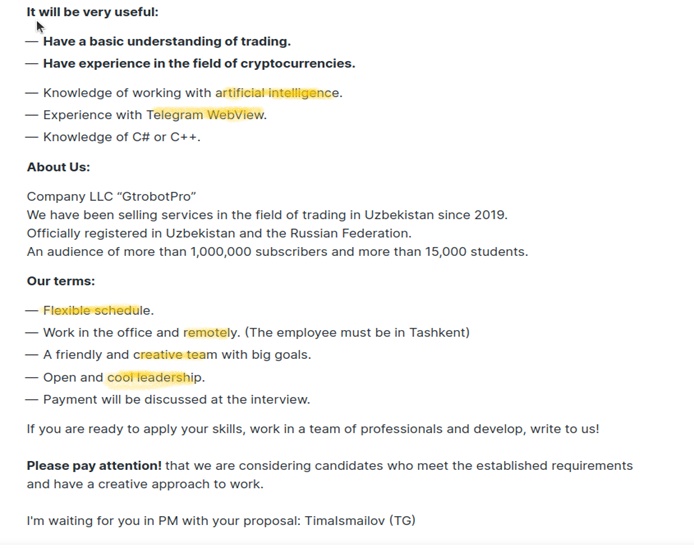 It will be very useful:
— Have a basic understanding of trading.
— Have experience in the field of cryptocurrencies.
— Knowledge of working with artificial intelligence.
— Experience with Telegram WebView.
— Knowledge of C# or C++.
About Us:
Company LLC “GtrobotPro”
We have been selling services in the field of trading in Uzbekistan since 2019.
Officially registered in Uzbekistan and the Russian Federation.
An audience of more than 1,000,000 subscribers and more than 15,000 students.
Our terms:
— Flexible schedule.
— Work in the office and remotely. (The employee must be in Tashkent)
— A friendly and creative team with big goals.
— Open and cool leadership.
— Payment will be discussed at the interview.
If you are ready to apply your skills, work in a team of professionals and develop, write to us!
Please pay attention! that we are considering candidates who meet the established requirements
and have a creative approach to work.
I'm waiting for you in PM with your proposal: TimaIsmailov (TG)